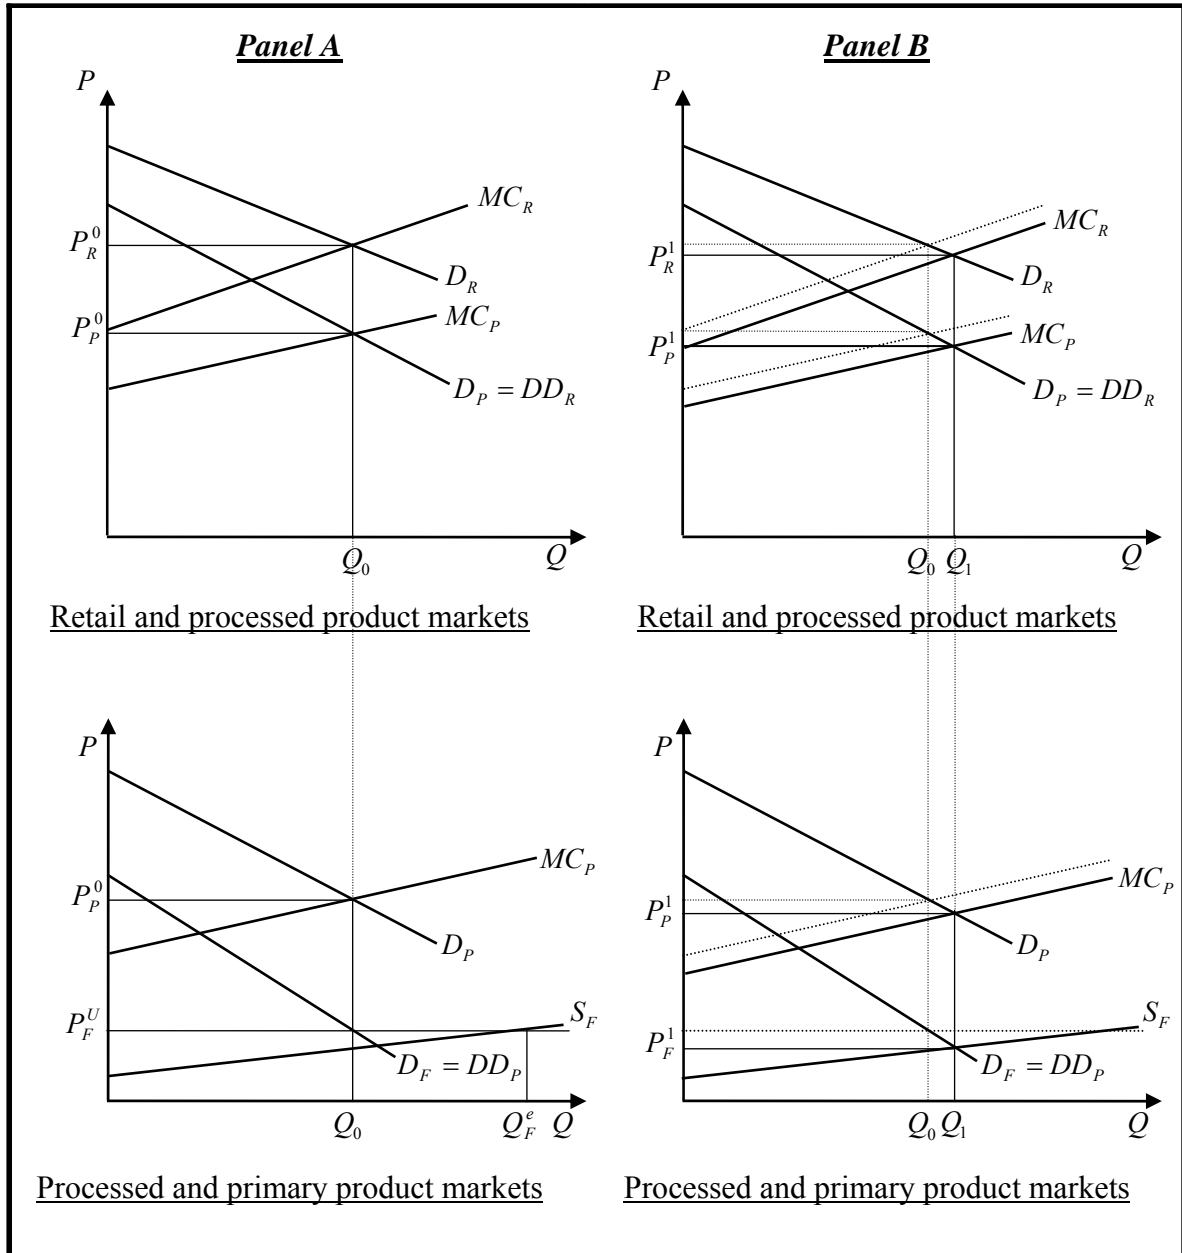 Panel A
P
MC_R
P_R^0
D_R
P_P^0
MC_P
D_P = DD_R
Q_0
Q
Retail and processed product markets
P
MC_P
P_P^0
D_P
P_F^U
S_F
D_F = DD_P
Q_0
Q_F^e
Q
Processed and primary product markets
Panel B
P
MC_R
P_R^1
D_R
MC_P
P_P^1
D_P = DD_R
Q_0
Q_1
Q
Retail and processed product markets
P
MC_P
P_P^1
D_P
S_F
P_F^1
D_F = DD_P
Q_0
Q_1
Q
Processed and primary product markets